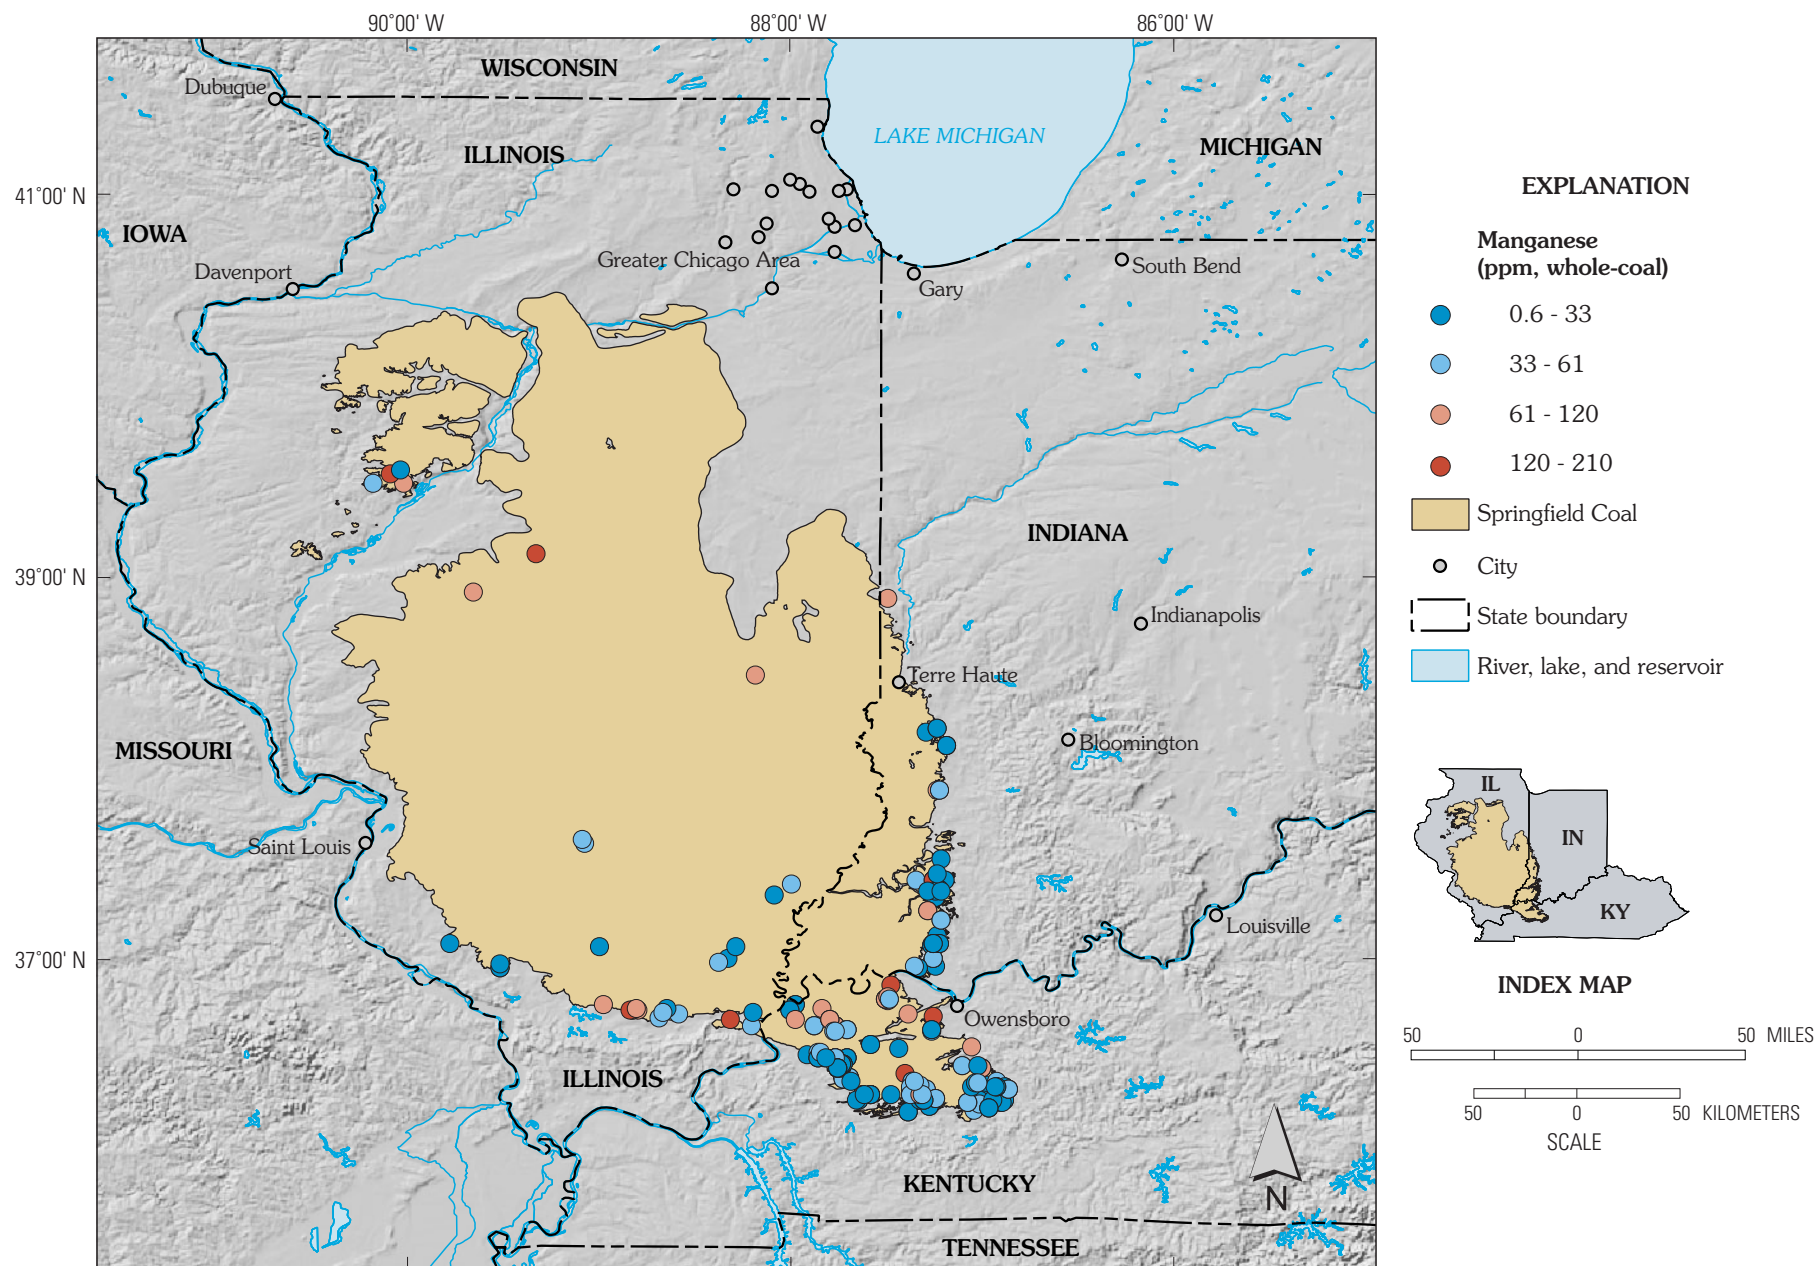 90°00' W
88°00' W
86°00' W
WISCONSIN
Dubuque
LAKE MICHIGAN
ILLINOIS
MICHIGAN
41°00' N
IOWA
Davenport
Greater Chicago Area
South Bend
Gary
INDIANA
39°00' N
Indianapolis
Terre Haute
MISSOURI
Bloomington
Saint Louis
Louisville
37°00' N
Owensboro
ILLINOIS
KENTUCKY
N
TENNESSEE
EXPLANATION
Manganese
(ppm, whole-coal)
0.6 - 33
33 - 61
61 - 120
120 - 210
Springfield Coal
City
State boundary
River, lake, and reservoir
IL
IN
KY
INDEX MAP
50 0 50 MILES
50 0 50 KILOMETERS
SCALE